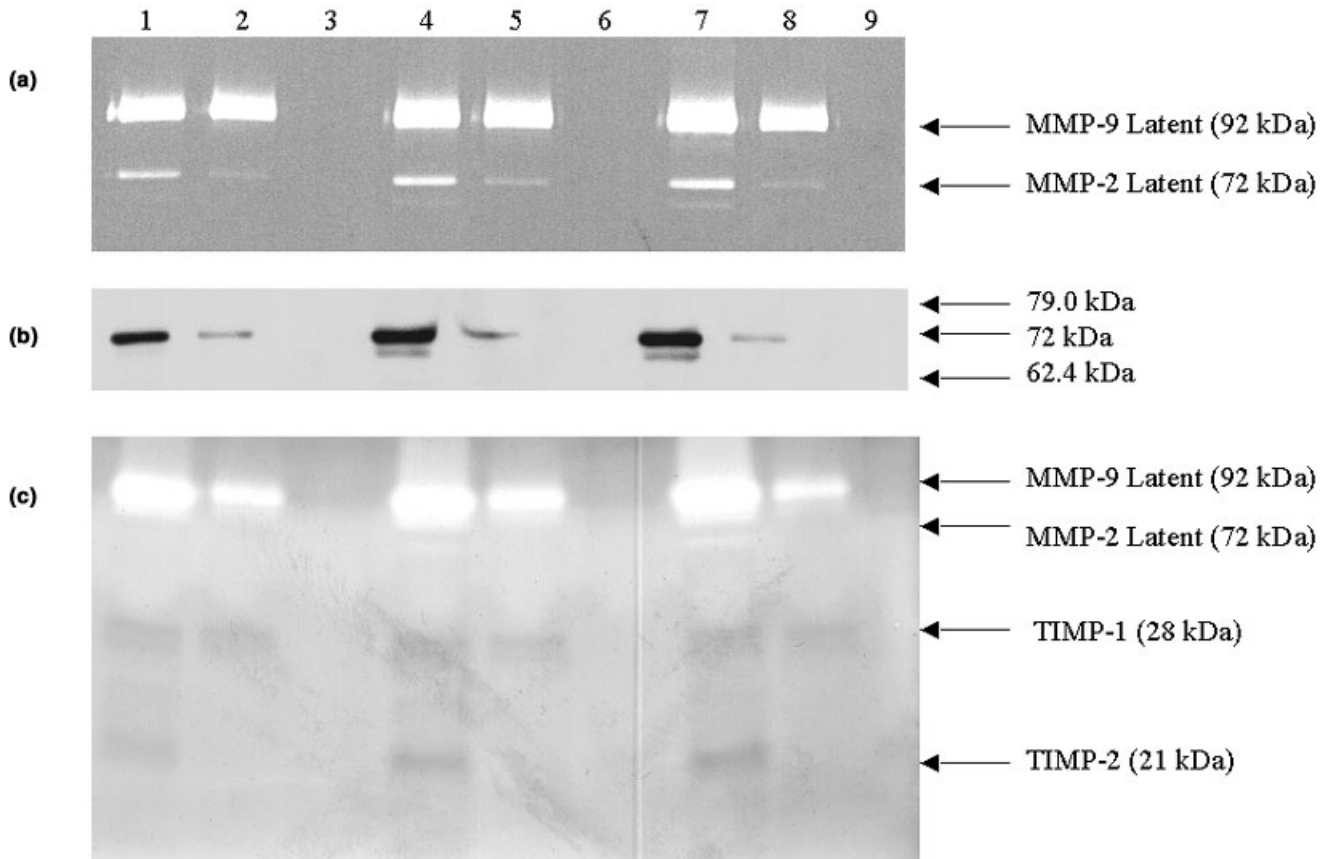 1 2 3 4 5 6 7 8 9
(a)
MMP-9 Latent (92 kDa)
MMP-2 Latent (72 kDa)
(b)
79.0 kDa
72 kDa
62.4 kDa
(c)
MMP-9 Latent (92 kDa)
MMP-2 Latent (72 kDa)
TIMP-1 (28 kDa)
TIMP-2 (21 kDa)